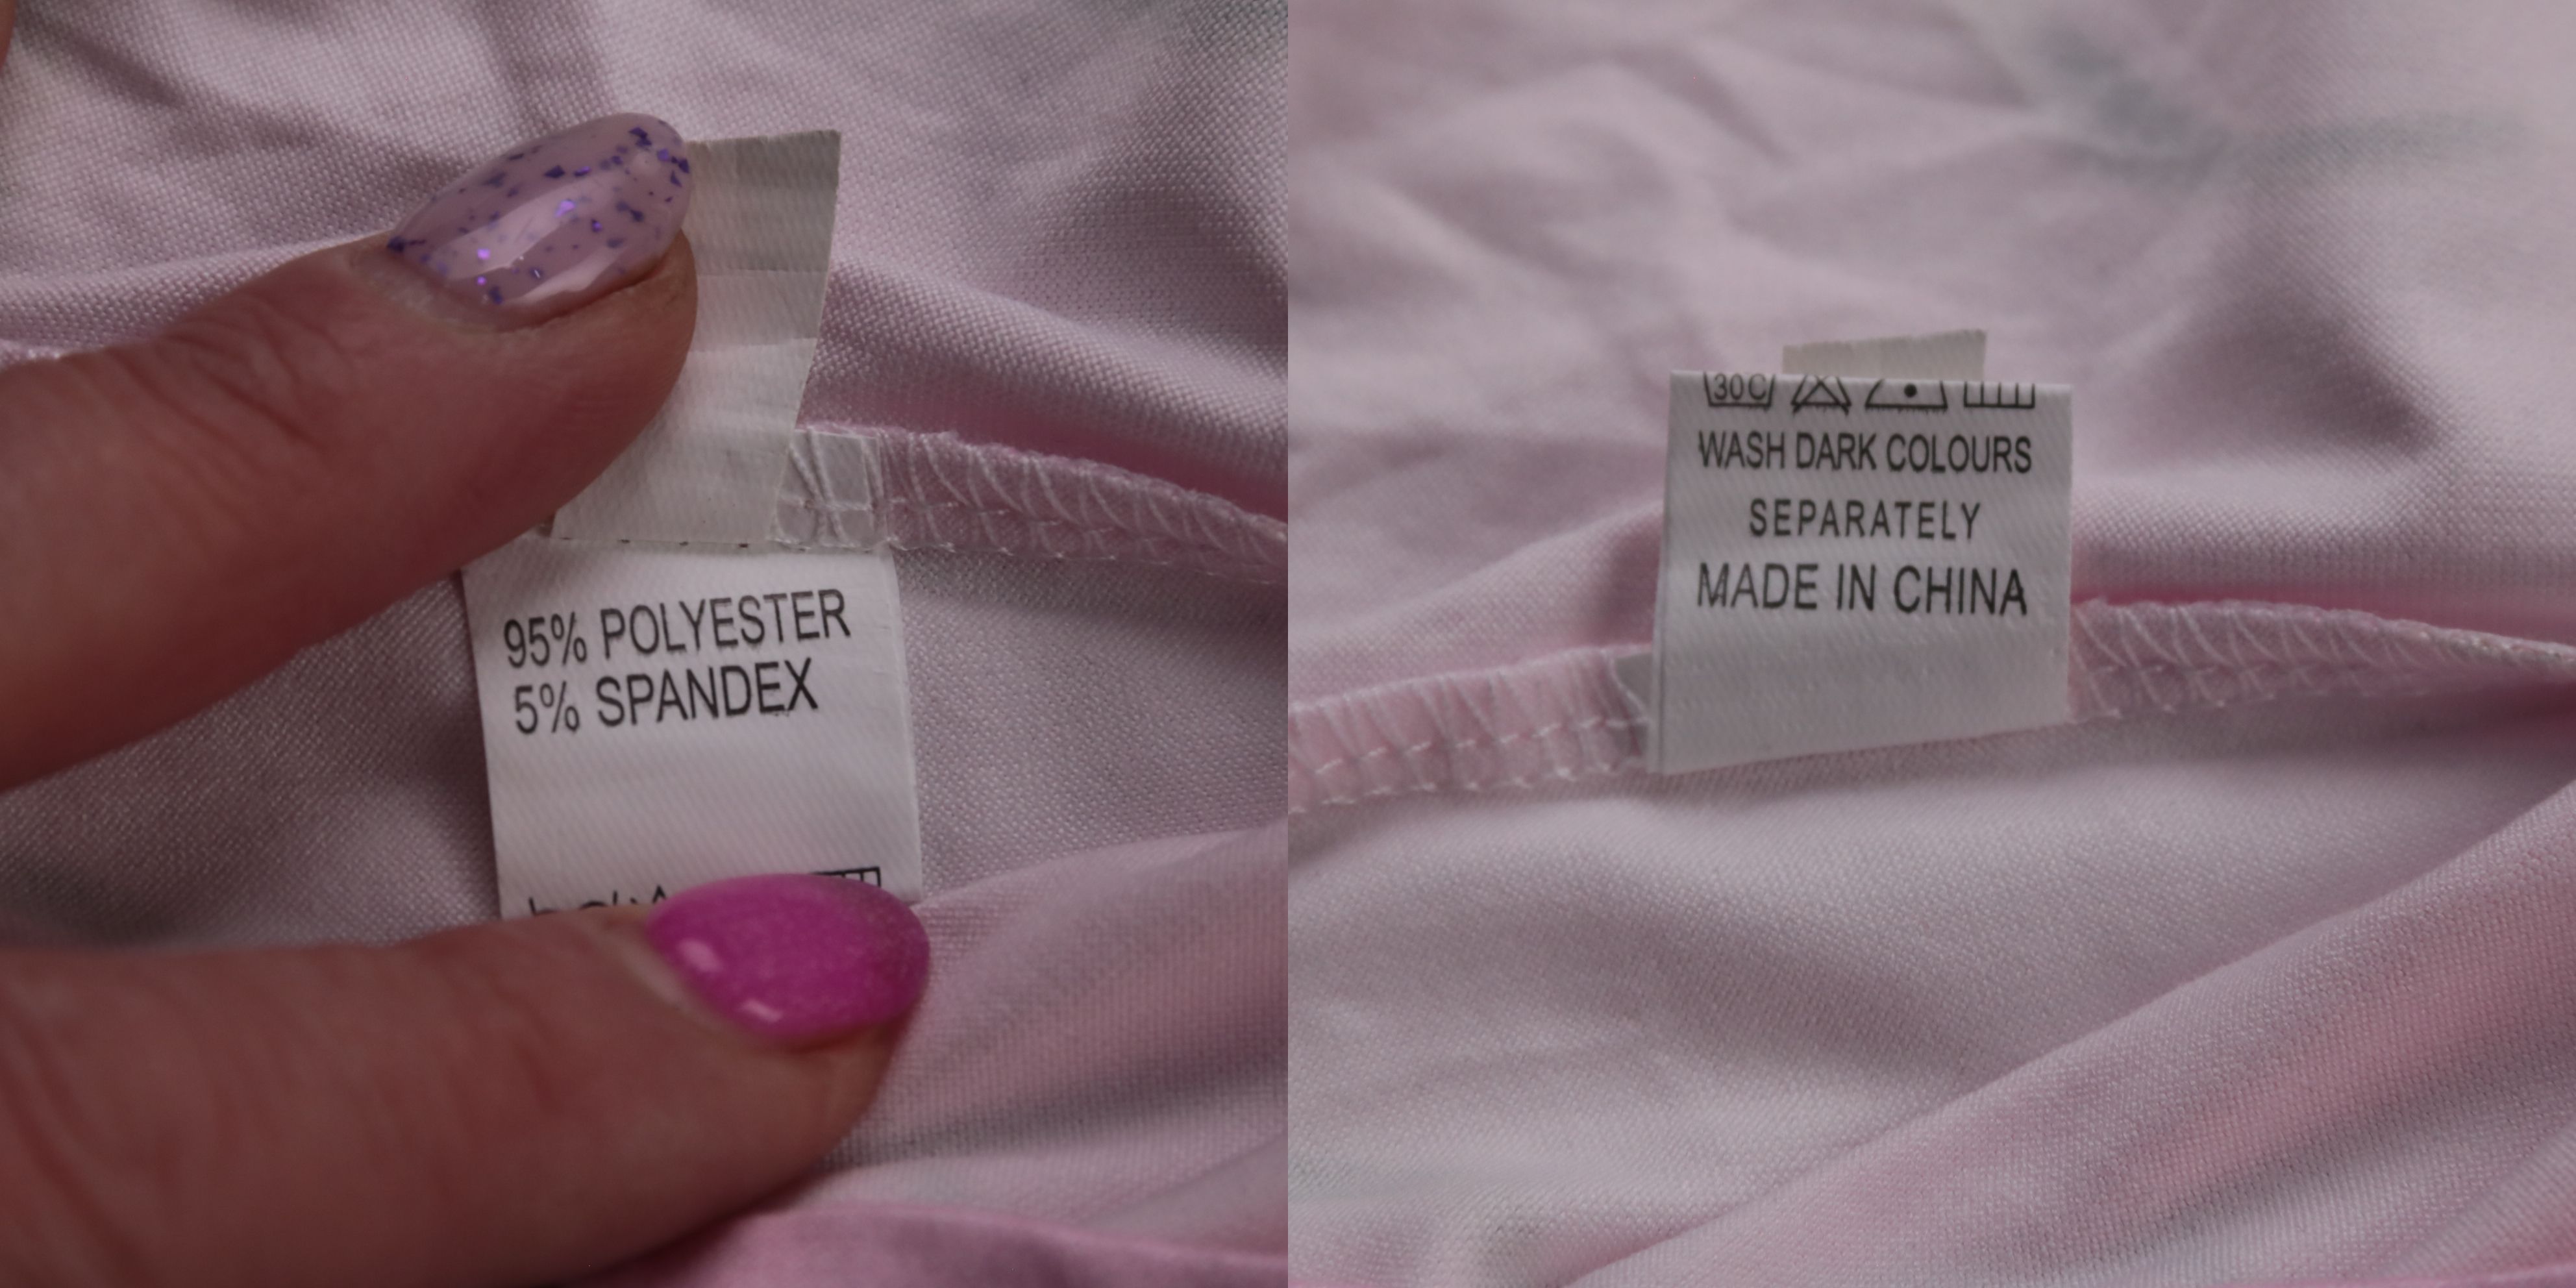 95% POLYESTER
5% SPANDEX
30C
WASH DARK COLOURS
SEPARATELY
MADE IN CHINA